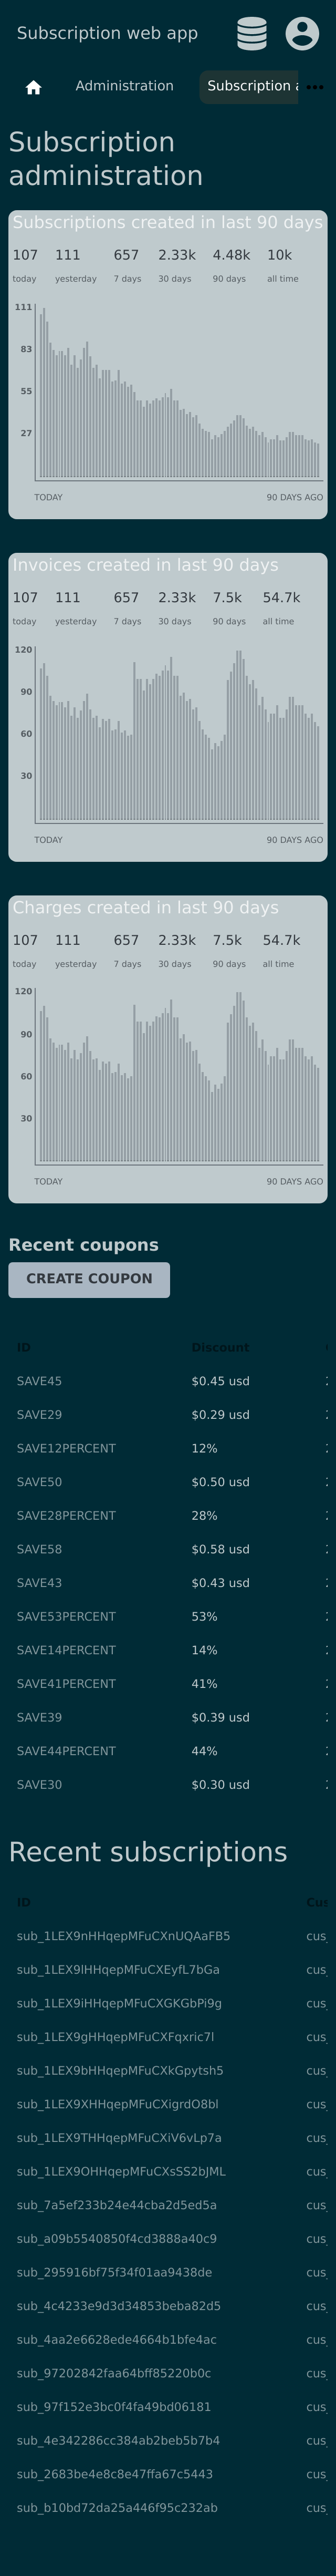 Subscription web app
Administration Subscription a
Subscription
administration
Subscriptions created in last 90 days
107 111 657 2.33k 4.48k 10k
today yesterday 7 days 30 days 90 days all time
111
83
55
27
TODAY 90 DAYS AGO
Invoices created in last 90 days
107 111 657 2.33k 7.5k 54.7k
today yesterday 7 days 30 days 90 days all time
120
90
60
30
TODAY 90 DAYS AGO
Charges created in last 90 days
107 111 657 2.33k 7.5k 54.7k
today yesterday 7 days 30 days 90 days all time
120
90
60
30
TODAY 90 DAYS AGO
Recent coupons
CREATE COUPON
ID Discount
SAVE45 $0.45 usd
SAVE29 $0.29 usd
SAVE12PERCENT 12%
SAVE50 $0.50 usd
SAVE28PERCENT 28%
SAVE58 $0.58 usd
SAVE43 $0.43 usd
SAVE53PERCENT 53%
SAVE14PERCENT 14%
SAVE41PERCENT 41%
SAVE39 $0.39 usd
SAVE44PERCENT 44%
SAVE30 $0.30 usd
Recent subscriptions
ID Cus
sub_1LEX9nHHqepMFuCXnUQAaFB5 cus_
sub_1LEX9lHHqepMFuCXEyfL7bGa cus_
sub_1LEX9iHHqepMFuCXGKGbPi9g cus_
sub_1LEX9gHHqepMFuCXFqxric7l cus_
sub_1LEX9bHHqepMFuCXkGpytsh5 cus_
sub_1LEX9XHHqepMFuCXigrdO8bl cus_
sub_1LEX9THHqepMFuCXiV6vLp7a cus_
sub_1LEX9OHHqepMFuCXsSS2bJML cus_
sub_7a5ef233b24e44cba2d5ed5a cus_
sub_a09b5540850f4cd3888a40c9 cus_
sub_295916bf75f34f01aa9438de cus_
sub_4c4233e9d3d34853beba82d5 cus_
sub_4aa2e6628ede4664b1bfe4ac cus_
sub_97202842faa64bff85220b0c cus_
sub_97f152e3bc0f4fa49bd06181 cus_
sub_4e342286cc384ab2beb5b7b4 cus_
sub_2683be4e8c8e47ffa67c5443 cus_
sub_b10bd72da25a446f95c232ab cus_